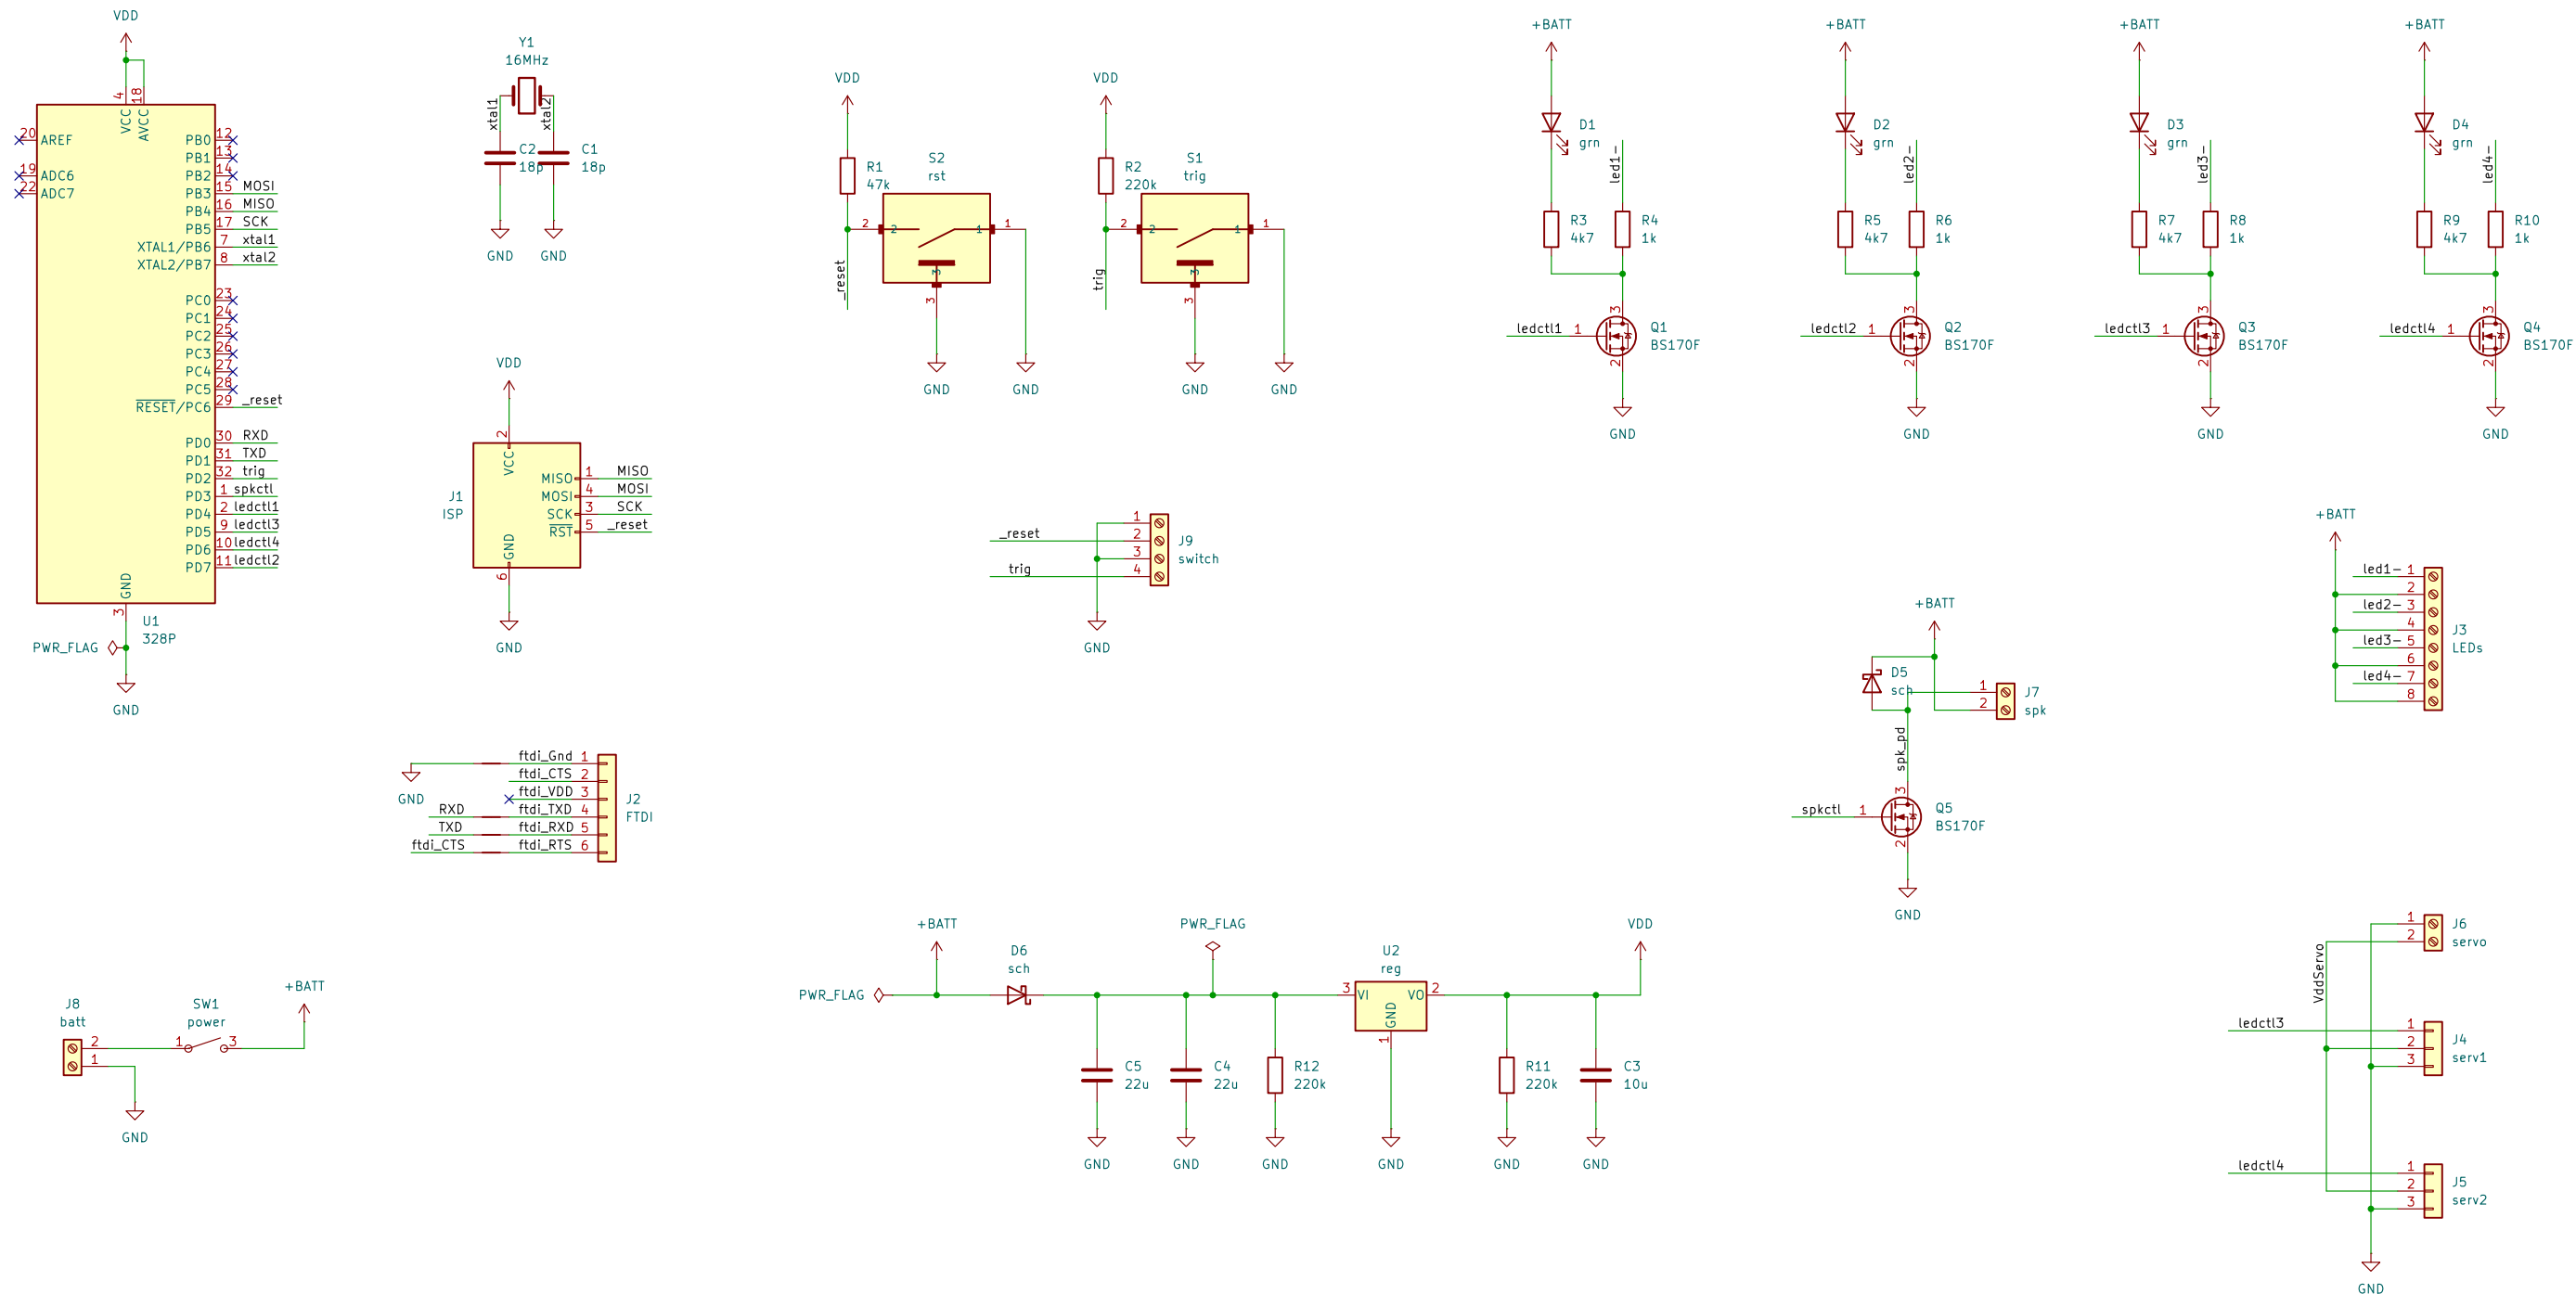 VDD
4
18
VCC
AVCC
20
AREF
19
ADC6
22
ADC7
PB0
12
PB1
13
PB2
14
PB3
15
MOSI
PB4
16
MISO
PB5
17
SCK
XTAL1/PB6
7
xtal1
XTAL2/PB7
8
xtal2
PC0
23
PC1
24
PC2
25
PC3
26
PC4
27
PC5
28
RESET/PC6
29
_reset
PD0
30
RXD
PD1
31
TXD
PD2
32
trig
PD3
1
spkctl
PD4
2
ledctl1
PD5
9
ledctl3
PD6
10
ledctl4
PD7
11
ledctl2
GND
3
U1
328P
PWR_FLAG
GND
Y1
16MHz
xtal1
xtal2
C2
18p
C1
18p
GND
GND
VDD
2
VCC
J1
ISP
MISO
1
MISO
MOSI
4
MOSI
SCK
3
SCK
RST
5
_reset
GND
6
GND
ftdi_Gnd
1
ftdi_CTS
2
ftdi_VDD
3
GND
RXD
ftdi_TXD
4
TXD
ftdi_RXD
5
ftdi_CTS
ftdi_RTS
6
J2
FTDI
J8
batt
2
1
SW1
power
1
3
+BATT
GND
VDD
R1
47k
S2
rst
2
2
1
1
3
3
_reset
GND
GND
VDD
R2
220k
S1
trig
2
2
1
1
3
3
trig
GND
GND
_reset
trig
1
2
3
4
J9
switch
GND
+BATT
D1
grn
led1-
R3
4k7
R4
1k
ledctl1
1
3
2
Q1
BS170F
GND
+BATT
D2
grn
led2-
R5
4k7
R6
1k
ledctl2
1
3
2
Q2
BS170F
GND
+BATT
D3
grn
led3-
R7
4k7
R8
1k
ledctl3
1
3
2
Q3
BS170F
GND
+BATT
D4
grn
led4-
R9
4k7
R10
1k
ledctl4
1
3
2
Q4
BS170F
GND
+BATT
D5
sch
1
2
J7
spk
spk_pd
spkctl
1
3
2
Q5
BS170F
GND
+BATT
led1-
1
2
led2-
3
4
led3-
5
6
led4-
7
8
J3
LEDs
PWR_FLAG
+BATT
D6
sch
PWR_FLAG
U2
reg
3
VI
VO
2
GND
1
VDD
C5
22u
C4
22u
R12
220k
R11
220k
C3
10u
GND
GND
GND
GND
GND
GND
1
2
J6
servo
VddServo
ledctl3
1
2
3
J4
serv1
ledctl4
1
2
3
J5
serv2
GND